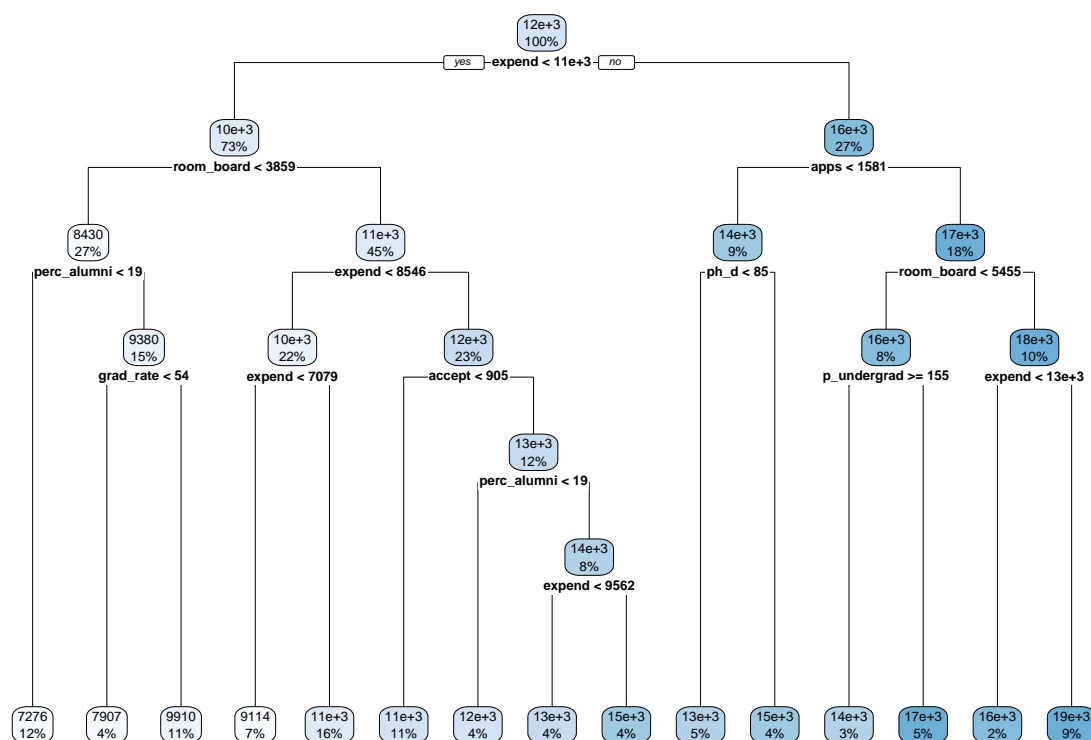 12e+3
100%
yes expend < 11e+3 no
10e+3
73%
room_board < 3859
16e+3
27%
apps < 1581
8430
27%
perc_alumni < 19
11e+3
45%
expend < 8546
14e+3
9%
ph_d < 85
17e+3
18%
room_board < 5455
9380
15%
grad_rate < 54
10e+3
22%
expend < 7079
12e+3
23%
accept < 905
16e+3
8%
p_undergrad >= 155
18e+3
10%
expend < 13e+3
13e+3
12%
perc_alumni < 19
14e+3
8%
expend < 9562
7276
12%
7907
4%
9910
11%
9114
7%
11e+3
16%
11e+3
11%
12e+3
4%
13e+3
4%
15e+3
4%
13e+3
5%
15e+3
4%
14e+3
3%
17e+3
5%
16e+3
2%
19e+3
9%